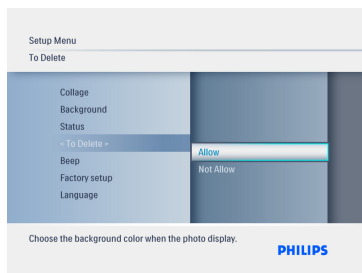 Setup Menu
To Delete
Collage
Background
Status
« To Delete »
Beep
Factory setup
Language
Allow
Not Allow
Choose the background color when the photo display.
PHILIPS